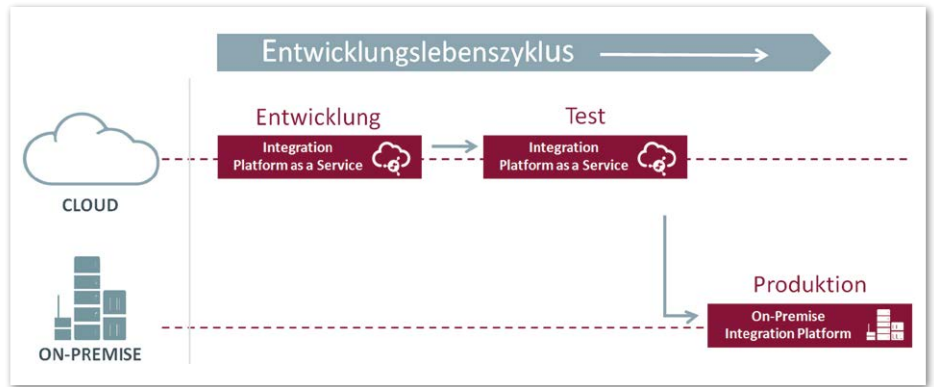 Entwicklungslebenszyklus
Entwicklung
Test
Integration
Platform as a Service
Integration
Platform as a Service
CLOUD
Produktion
On-Premise
Integration Platform
ON-PREMISE